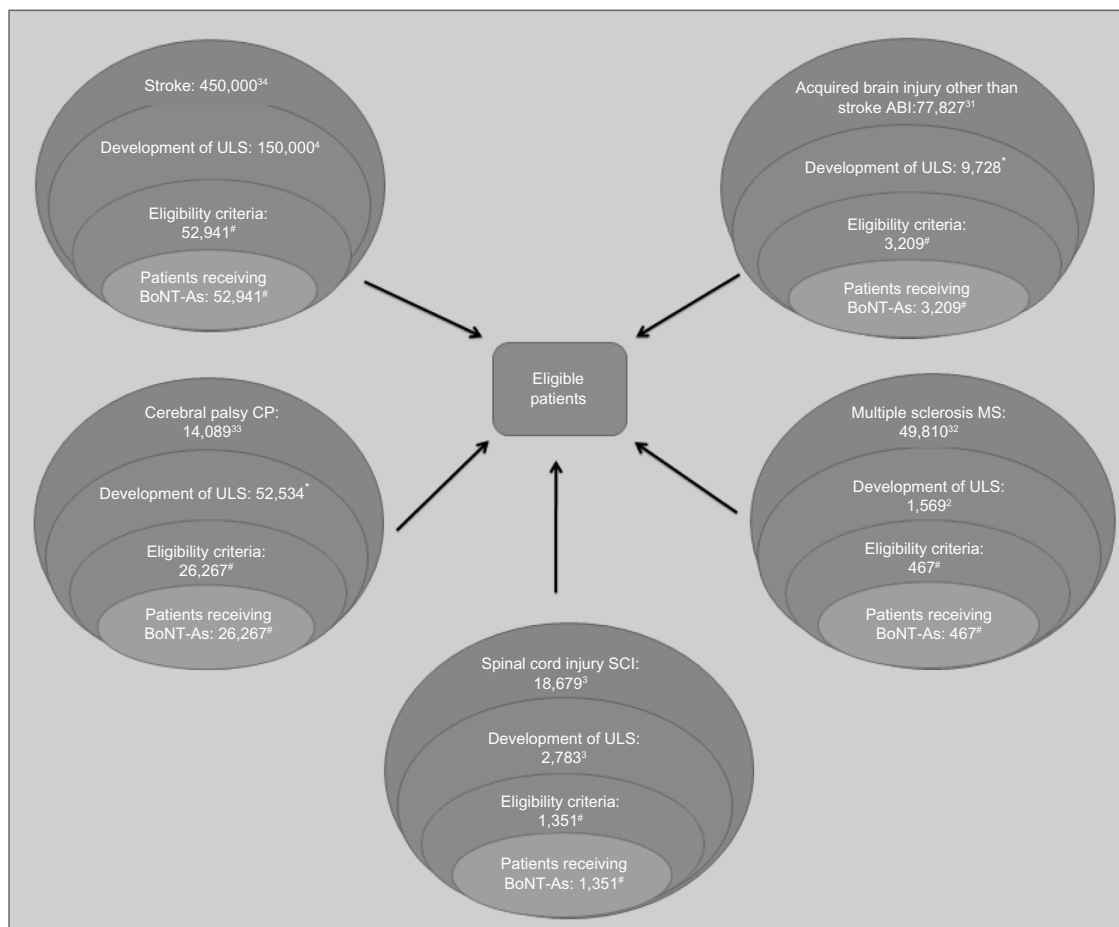 Stroke: 450,000³⁴
Development of ULS: 150,000⁴
Eligibility criteria:
52,941#
Patients receiving
BoNT-As: 52,941#
Acquired brain injury other than
stroke ABI:77,827³¹
Development of ULS: 9,728*
Eligibility criteria:
3,209#
Patients receiving
BoNT-As: 3,209#
Eligible
patients
Cerebral palsy CP:
14,089³³
Development of ULS: 52,534*
Eligibility criteria:
26,267#
Patients receiving
BoNT-As: 26,267#
Multiple sclerosis MS:
49,810³²
Development of ULS:
1,569²
Eligibility criteria:
467#
Patients receiving
BoNT-As: 467#
Spinal cord injury SCI:
18,679³
Development of ULS:
2,783³
Eligibility criteria:
1,351#
Patients receiving
BoNT-As: 1,351#